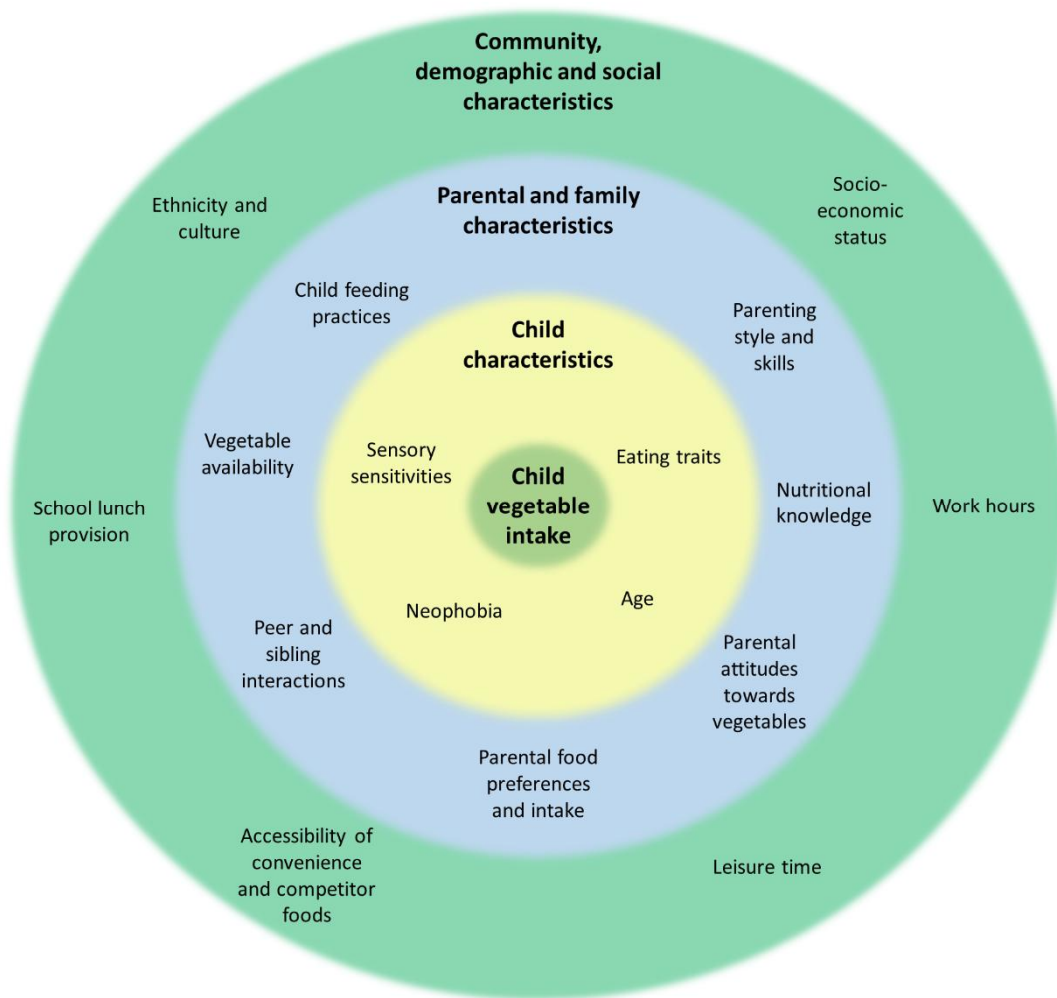 Community,
demographic and social
characteristics
Ethnicity and
culture
Socio-
economic
status
School lunch
provision
Work hours
Accessibility of
convenience
and competitor
foods
Leisure time
Parental and family
characteristics
Child feeding
practices
Parenting
style and
skills
Vegetable
availability
Nutritional
knowledge
Peer and
sibling
interactions
Parental
attitudes
towards
vegetables
Parental food
preferences
and intake
Child
characteristics
Sensory
sensitivities
Eating traits
Neophobia
Age
Child
vegetable
intake